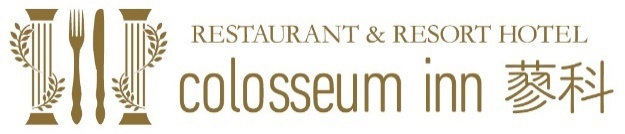 RESTAURANT & RESORT HOTEL
colosseum inn 蓼科